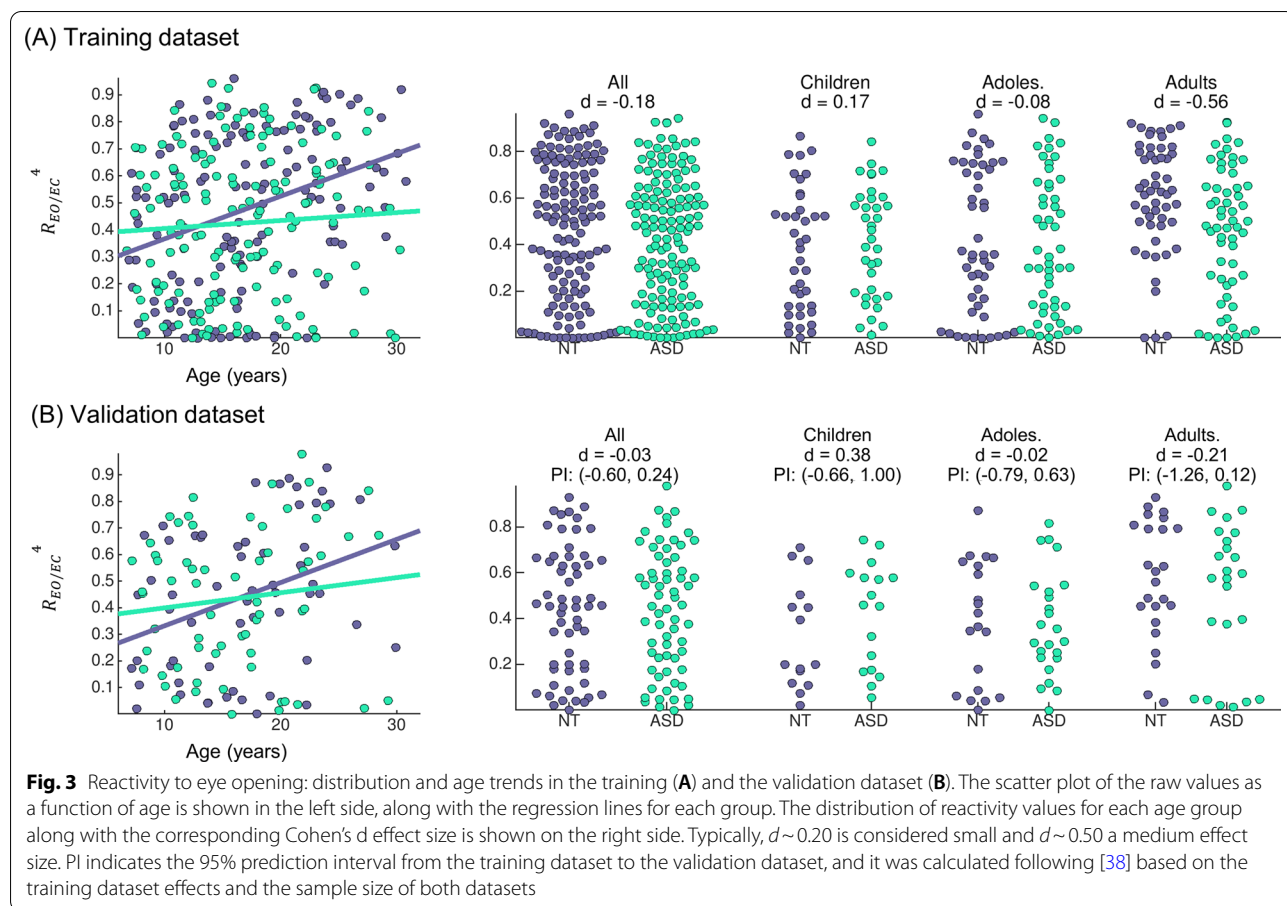 (A) Training dataset
All
d = -0.18
Children
d = 0.17
Adoles.
d = -0.08
Adults
d = -0.56
0.9
0.8
0.7
0.6
0.5
0.4
0.3
0.2
0.1
R_{EO/EC}^4
10 20 30
Age (years)
0.8
0.6
0.4
0.2
NT ASD
NT ASD
NT ASD
NT ASD
(B) Validation dataset
All
d = -0.03
PI: (-0.60, 0.24)
Children
d = 0.38
PI: (-0.66, 1.00)
Adoles.
d = -0.02
PI: (-0.79, 0.63)
Adults.
d = -0.21
PI: (-1.26, 0.12)
0.9
0.8
0.7
0.6
0.5
0.4
0.3
0.2
0.1
R_{EO/EC}^4
10 20 30
Age (years)
0.8
0.6
0.4
0.2
NT ASD
NT ASD
NT ASD
NT ASD
Fig. 3 Reactivity to eye opening: distribution and age trends in the training (A) and the validation dataset (B). The scatter plot of the raw values as
a function of age is shown in the left side, along with the regression lines for each group. The distribution of reactivity values for each age group
along with the corresponding Cohen's d effect size is shown on the right side. Typically, d ~ 0.20 is considered small and d ~ 0.50 a medium effect
size. PI indicates the 95% prediction interval from the training dataset to the validation dataset, and it was calculated following [38] based on the
training dataset effects and the sample size of both datasets